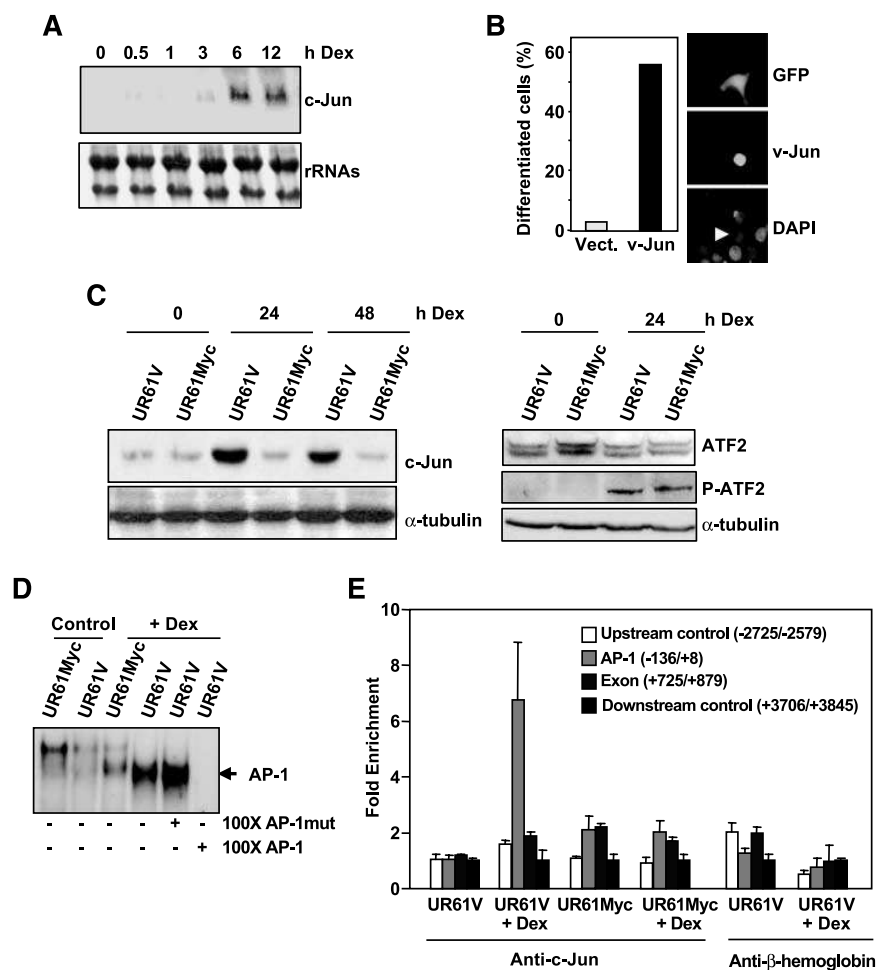 A
0 0.5 1 3 6 12 h Dex
c-Jun
rRNAs
B
Differentiated cells (%)
60
40
20
0
Vect. v-Jun
GFP
v-Jun
DAPI
C
0 24 48 h Dex
UR61V UR61Myc UR61V UR61Myc UR61V UR61Myc
c-Jun
α-tubulin
0 24 h Dex
UR61V UR61Myc UR61V UR61Myc
ATF2
P-ATF2
α-tubulin
D
Control + Dex
UR61Myc UR61V UR61Myc UR61V UR61V UR61V
AP-1
- - - - + - 100X AP-1mut
- - - - - + 100X AP-1
E
Fold Enrichment
10
8
6
4
2
0
Upstream control (-2725/-2579)
AP-1 (-136/+8)
Exon (+725/+879)
Downstream control (+3706/+3845)
UR61V UR61V UR61Myc UR61Myc UR61V UR61V
+ Dex + Dex + Dex
Anti-c-Jun Anti-β-hemoglobin